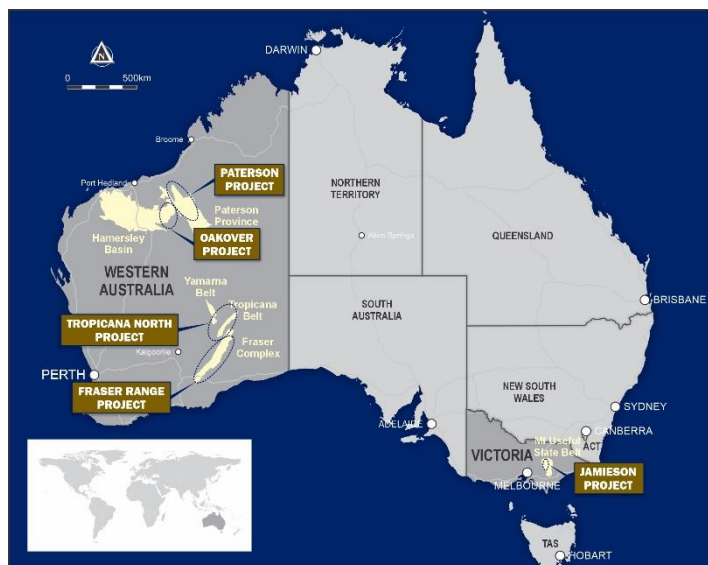 DARWIN
N
0 500km
Broome
Port Hedland
PATERSON
PROJECT
NORTHERN
TERRITORY
Paterson
Province
Alice Springs
QUEENSLAND
Hamersley
Basin
OAKOVER
PROJECT
WESTERN
AUSTRALIA
Yamarna
Belt
Tropicana
Belt
SOUTH
AUSTRALIA
BRISBANE
TROPICANA NORTH
PROJECT
Kalgoorlie
Fraser
Complex
PERTH
FRASER RANGE
PROJECT
NEW SOUTH
WALES
SYDNEY
ADELAIDE
CANBERRA
ACT
Mt Useful
Slate Belt
VICTORIA
MELBOURNE
JAMIESON
PROJECT
TAS
HOBART